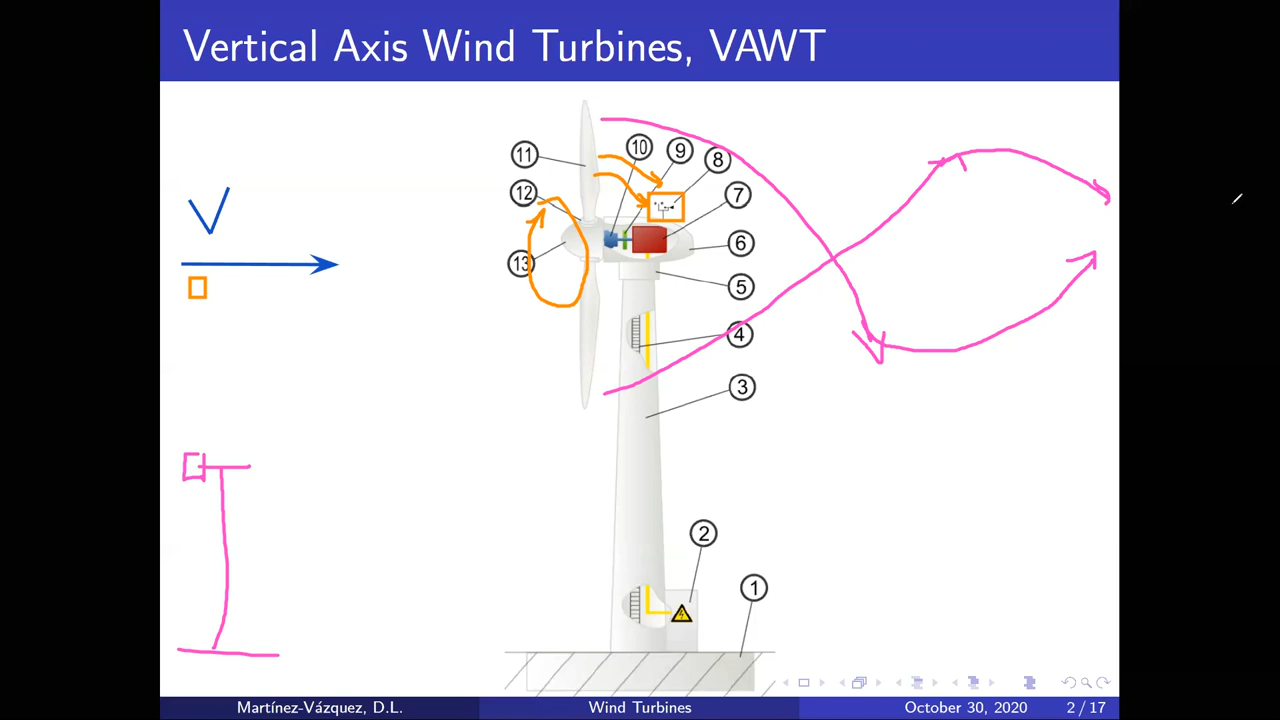 Vertical Axis Wind Turbines, VAWT
11
10
9
8
12
7
V
13
6
5
4
3
2
1
Martínez-Vázquez, D.L.
Wind Turbines
October 30, 2020
2 / 17